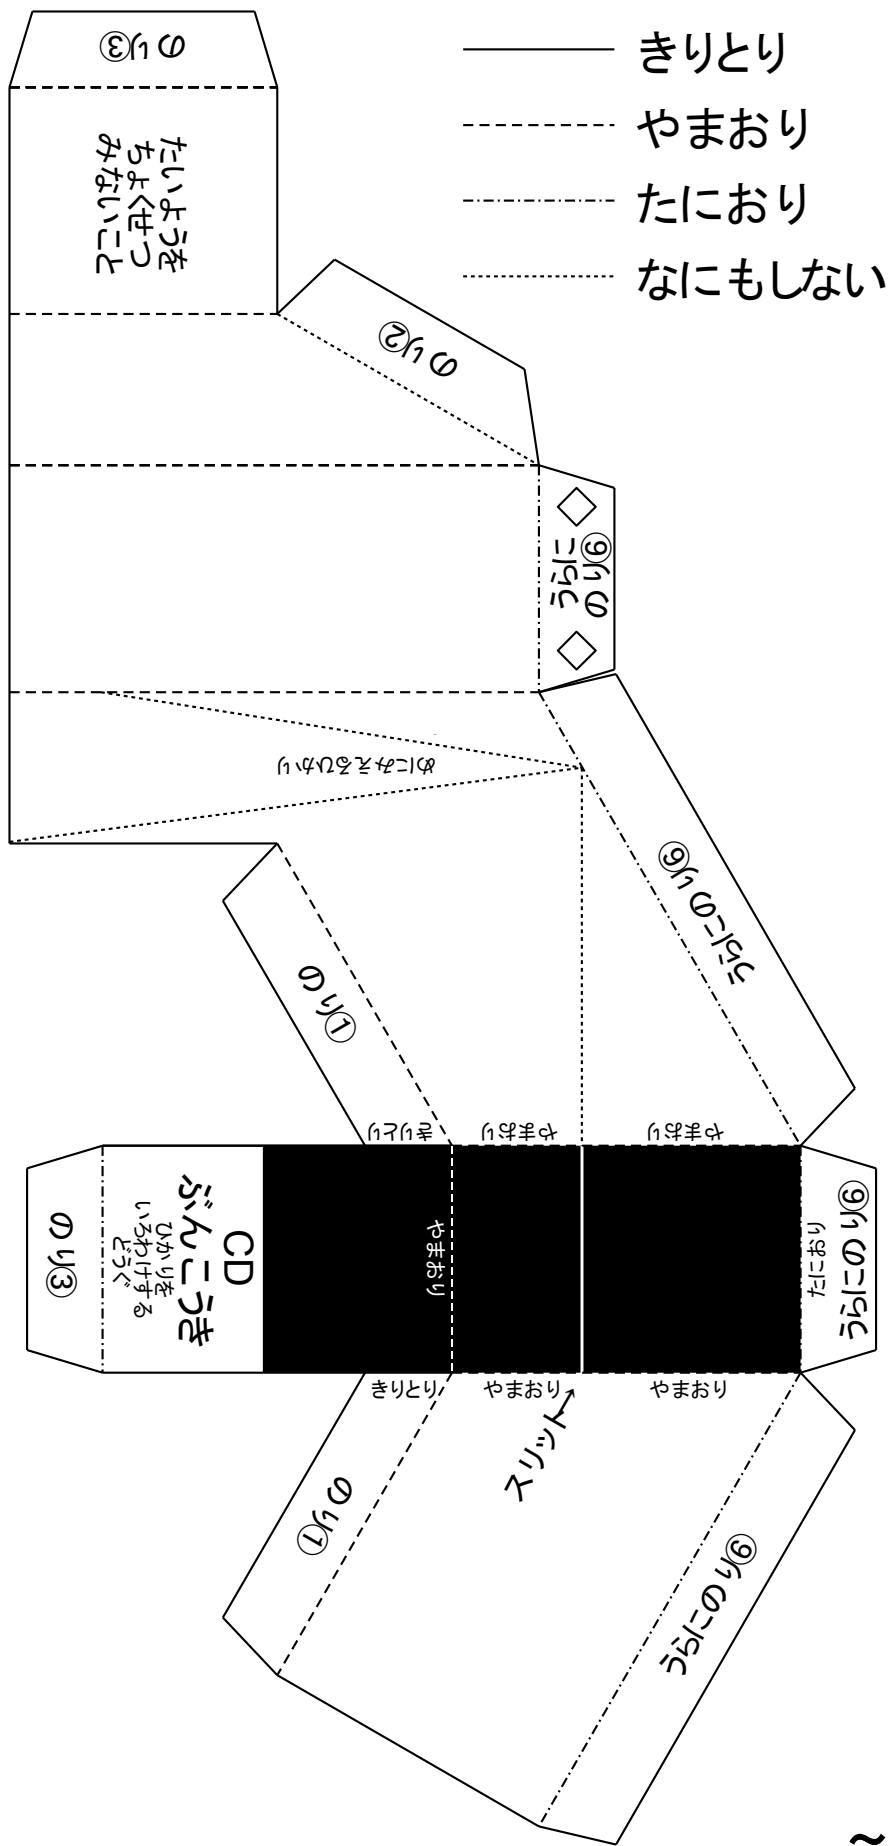 きりとり
やまおり
たにおり
なにもしない
のり③
たいようを
ちょくせつ
みないこと
のり②
うらに
のり⑥
めにみえるひかり
うらにのり⑥
のり①
きりとり
やまおり
やまおり
のり③
CD
ぶんこうき
ひかりを
いろわけする
どうぐ
やまおり
たにおり
うらにのり⑥
きりとり
やまおり
やまおり
スリット→
のり①
うらにのり⑥
~